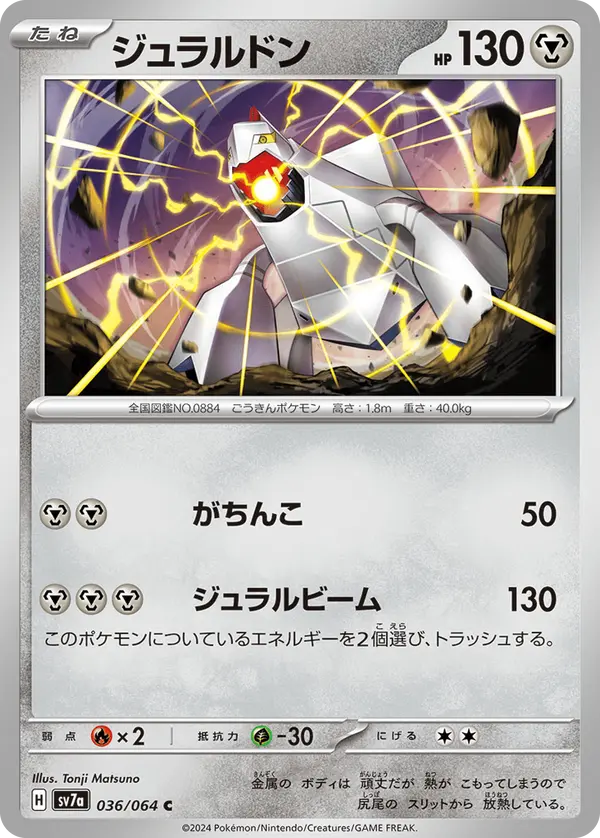 たね ジュラルドン HP 130
全国図鑑NO.0884 ごうきんポケモン 高さ:1.8m 重さ:40.0kg
がちんこ 50
ジュラルビーム 130
このポケモンについているエネルギーを2個選び、トラッシュする。
弱点 ×2 抵抗力 -30 にげる
Illus. Tonji Matsuno
金属の ボディは 頑丈だが 熱が こもってしまうので
尻尾の スリットから 放熱している。
H sv7a 036/064 C
©2024 Pokémon/Nintendo/Creatures/GAME FREAK.